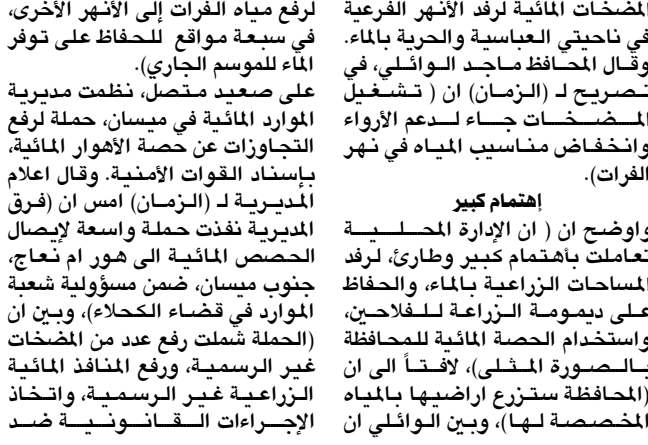 المضخات المائية لرفد الأنهر الفرعية
في ناحيتي العباسية والحرية بالماء.
وقال المحافظ ماجد الوائلي، في
تصريح لـ (الزمان) ان ( تشغيل
المضخات جاء لدعم الأرواء
وانخفاض مناسيب المياه في نهر
الفرات).
إهتمام كبير
واوضح ان ( ان الإدارة المحلية
تعاملت بأهتمام كبير وطارئ، لرفد
المساحات الزراعية بالماء، والحفاظ
على ديمومة الزراعة للفلاحين،
واستخدام الحصة المائية للمحافظة
بالصورة المثلى)، لافتاً الى ان
(المحافظة ستزرع اراضيها بالمياه
المخصصة لها)، وبين الوائلي ان
لرفع مياه الفرات إلى الأنهر الأخرى،
في سبعة مواقع للحفاظ على توفر
الماء للموسم الجاري).
على صعيد متصل، نظمت مديرية
الموارد المائية في ميسان، حملة لرفع
التجاوزات عن حصة الأهوار المائية،
بإسناد القوات الأمنية. وقال اعلام
المديرية لـ (الزمان) امس ان (فرق
المديرية نفذت حملة واسعة لإيصال
الحصص المائية الى هور ام نعاج،
جنوب ميسان، ضمن مسؤولية شعبة
الموارد في قضاء الكحلاء)، وبين ان
(الحملة شملت رفع عدد من المضخات
غير الرسمية، ورفع المنافذ المائية
الزراعية غير الرسمية، واتخاذ
الإجراءات القانونية ضد